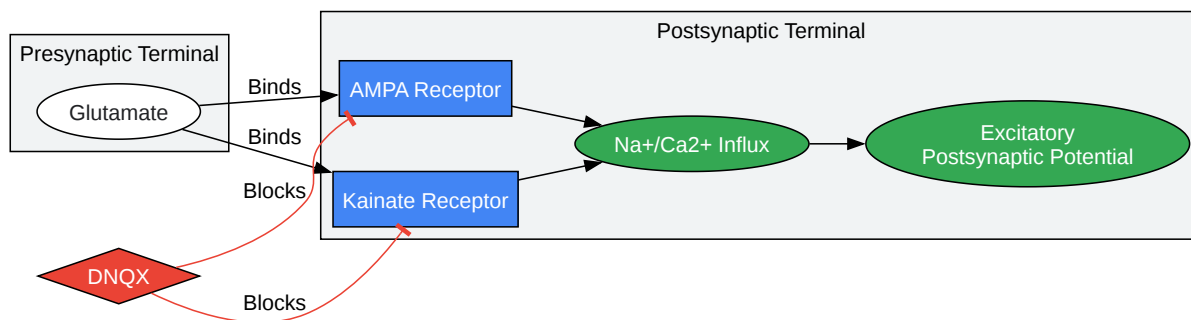 Presynaptic Terminal
Glutamate
Binds
Binds
Postsynaptic Terminal
AMPA Receptor
Kainate Receptor
Na+/Ca2+ Influx
Excitatory
Postsynaptic Potential
Blocks
DNQX
Blocks